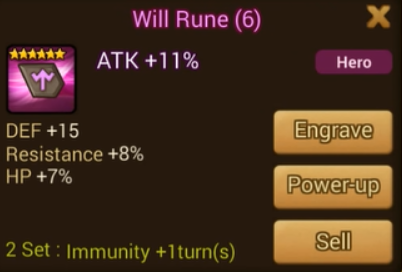 Will Rune (6)
ATK +11%
Hero
DEF +15
Resistance +8%
HP +7%
Engrave
Power-up
Sell
2 Set : Immunity +1turn(s)